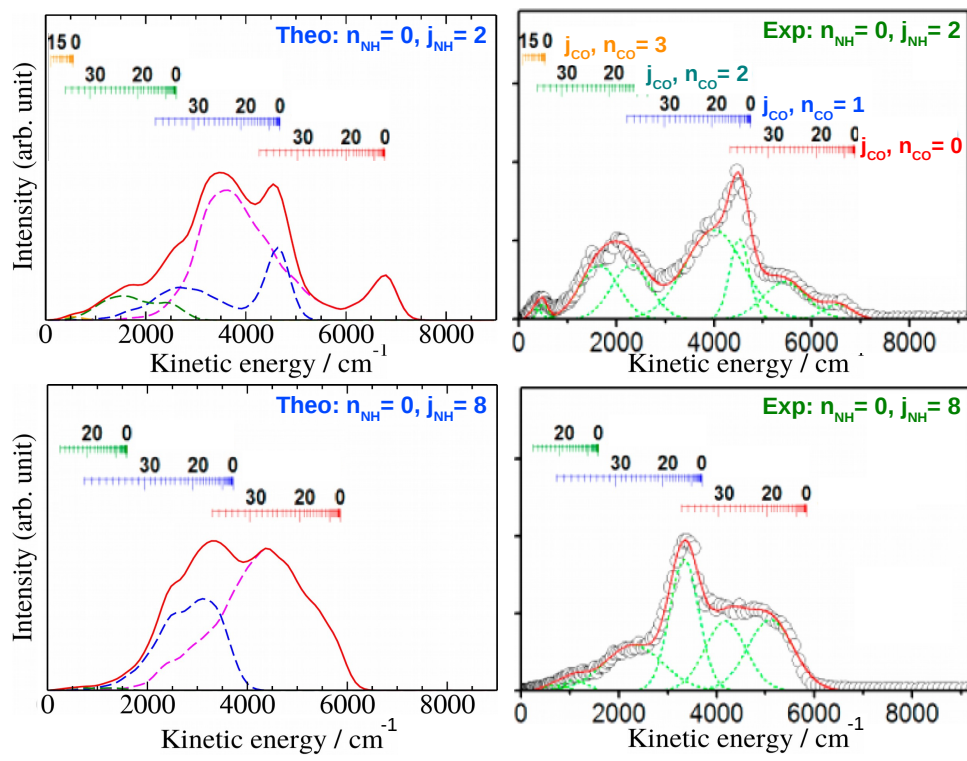 Theo: nNH= 0, jNH= 2
15 0
30 20 0
30 20 0
30 20 0
Intensity (arb. unit)
0 2000 4000 6000 8000
Kinetic energy / cm-1
Exp: nNH= 0, jNH= 2
15 0
jCO, nCO= 3
30 20
jCO, nCO= 2
30 20 0
jCO, nCO= 1
30 20 0
jCO, nCO= 0
0 2000 4000 6000 8000
Kinetic energy / cm-1
Theo: nNH= 0, jNH= 8
20 0
30 20 0
30 20 0
Intensity (arb. unit)
0 2000 4000 6000 8000
Kinetic energy / cm-1
Exp: nNH= 0, jNH= 8
20 0
30 20 0
30 20 0
0 2000 4000 6000 8000
Kinetic energy / cm-1